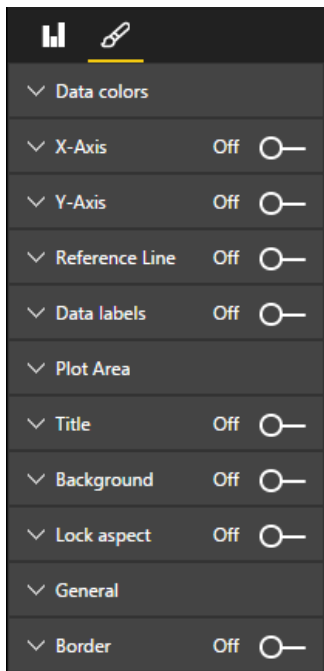 Data colors
X-Axis Off
Y-Axis Off
Reference Line Off
Data labels Off
Plot Area
Title Off
Background Off
Lock aspect Off
General
Border Off